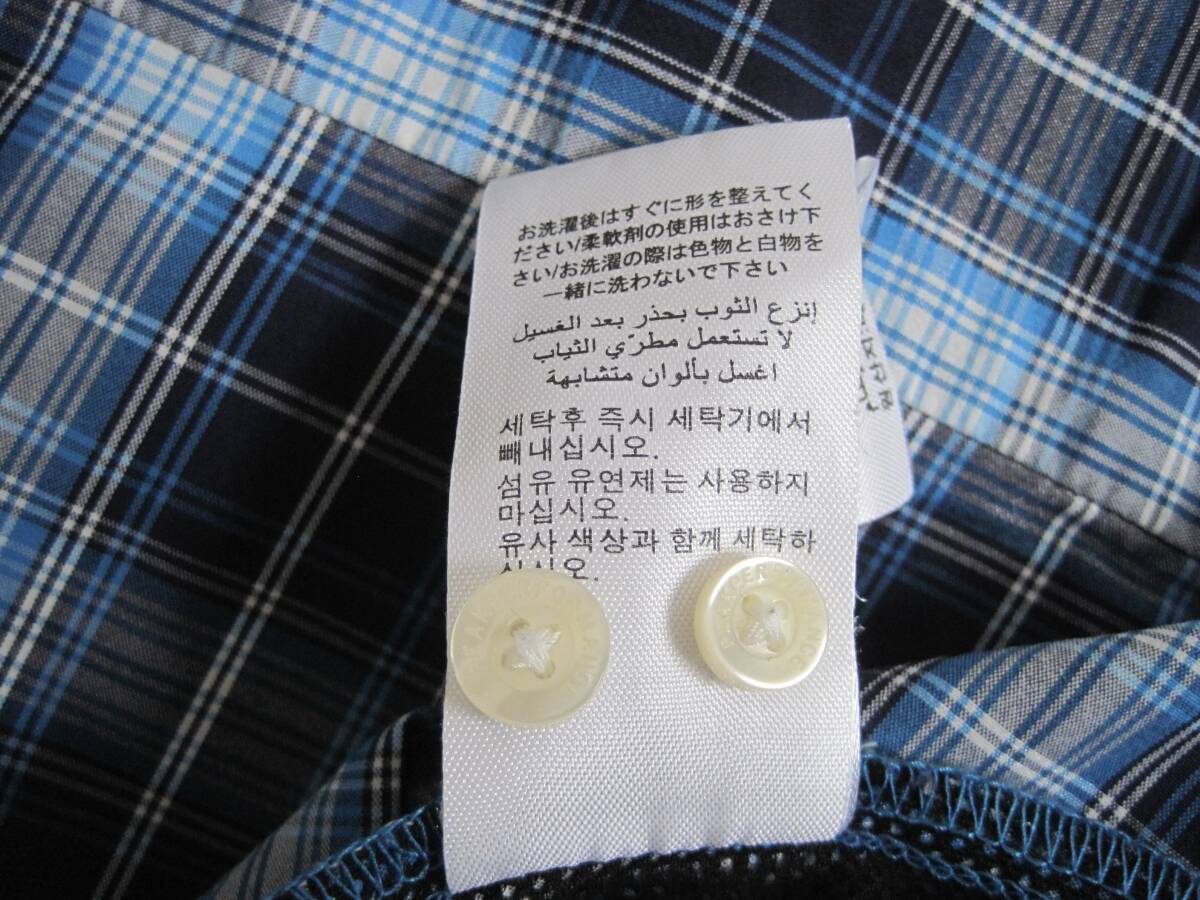 お洗濯後はすぐに形を整えてく
ださい/柔軟剤の使用はおさけ下
さい/お洗濯の際は色物と白物を
一緒に洗わないで下さい
إنزع الثوب بحذر بعد الغسيل
لا تستعمل مطرّي الثياب
اغسل بألوان متشابهة
세탁후 즉시 세탁기에서
빼내십시오.
섬유 유연제는 사용하지
마십시오.
유사 색상과 함께 세탁하
십시오.